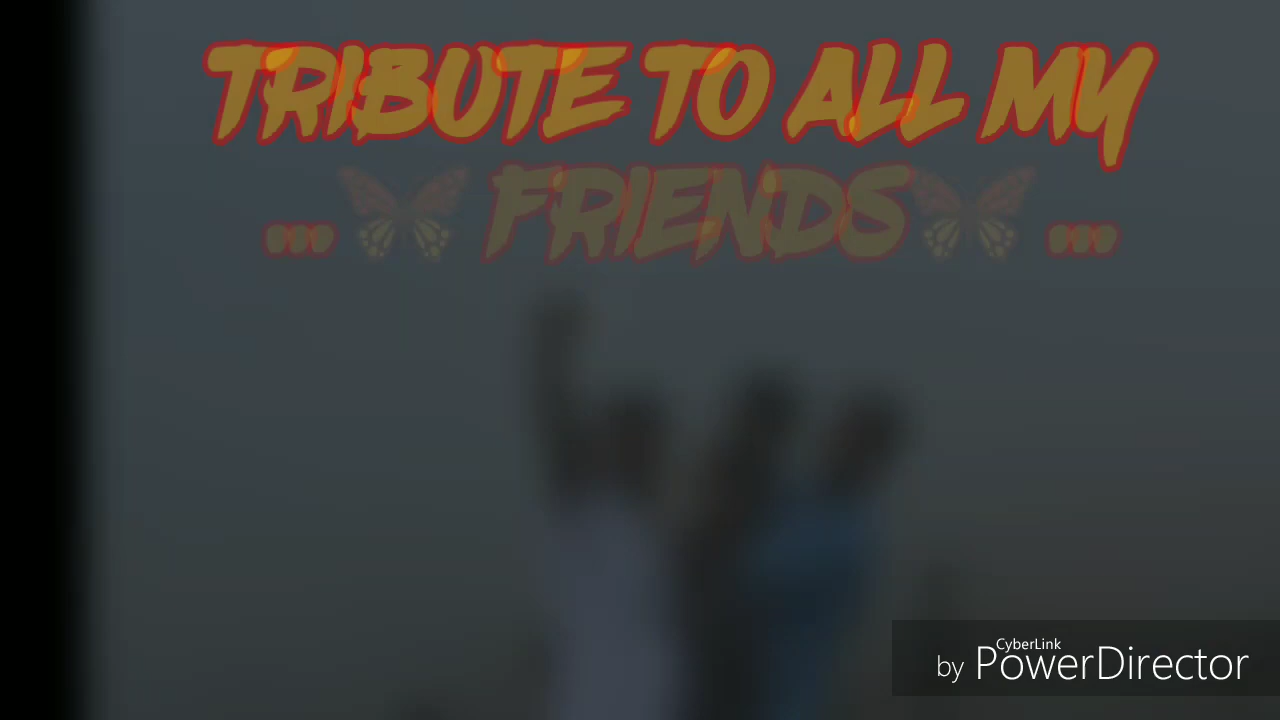 TRIBUTE TO ALL MY
...🦋 FRIENDS🦋 ...
CyberLink
by PowerDirector